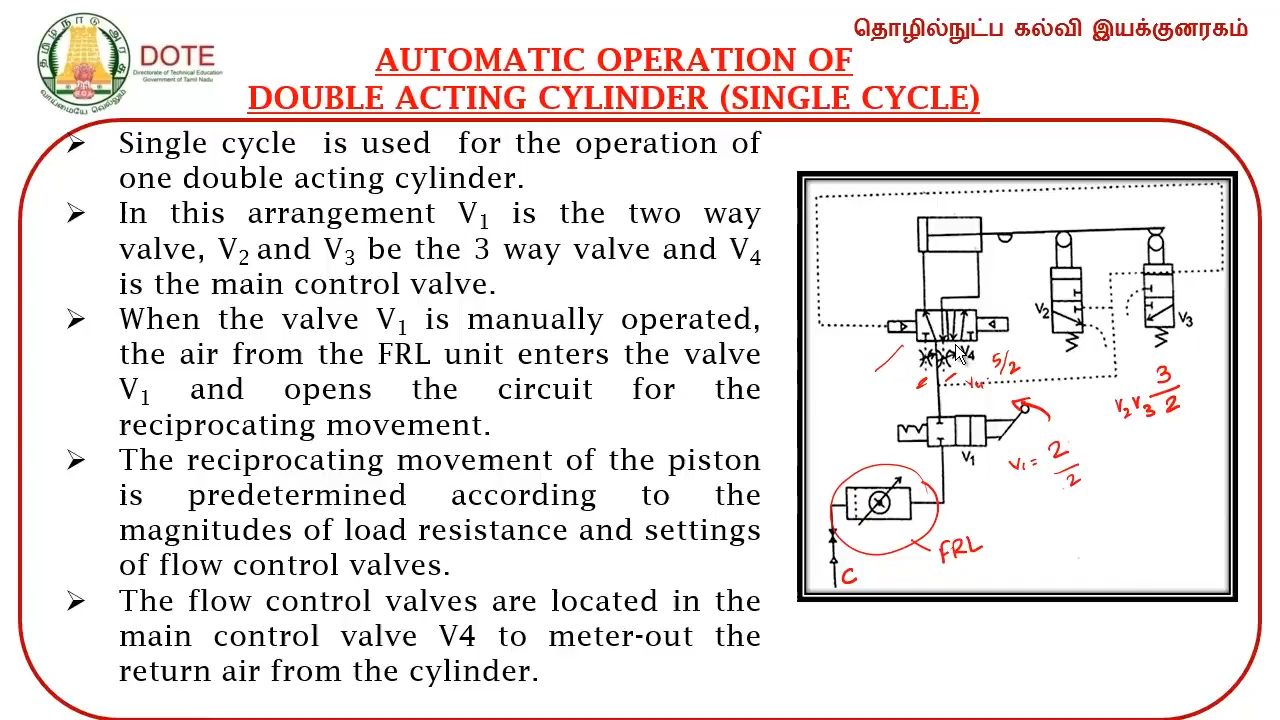 தொழில்நுட்ப கல்வி இயக்குனரகம்
DOTE
Directorate of Technical Education
Government of Tamil Nadu
AUTOMATIC OPERATION OF
DOUBLE ACTING CYLINDER (SINGLE CYCLE)
➢ Single cycle is used for the operation of
one double acting cylinder.
➢ In this arrangement V1 is the two way
valve, V2 and V3 be the 3 way valve and V4
is the main control valve.
➢ When the valve V1 is manually operated,
the air from the FRL unit enters the valve
V1 and opens the circuit for the
reciprocating movement.
➢ The reciprocating movement of the piston
is predetermined according to the
magnitudes of load resistance and settings
of flow control valves.
➢ The flow control valves are located in the
main control valve V4 to meter-out the
return air from the cylinder.
V2
V3
V4
5/2
V2 V3 3/2
V1
V1 = 2/2
FRL
C